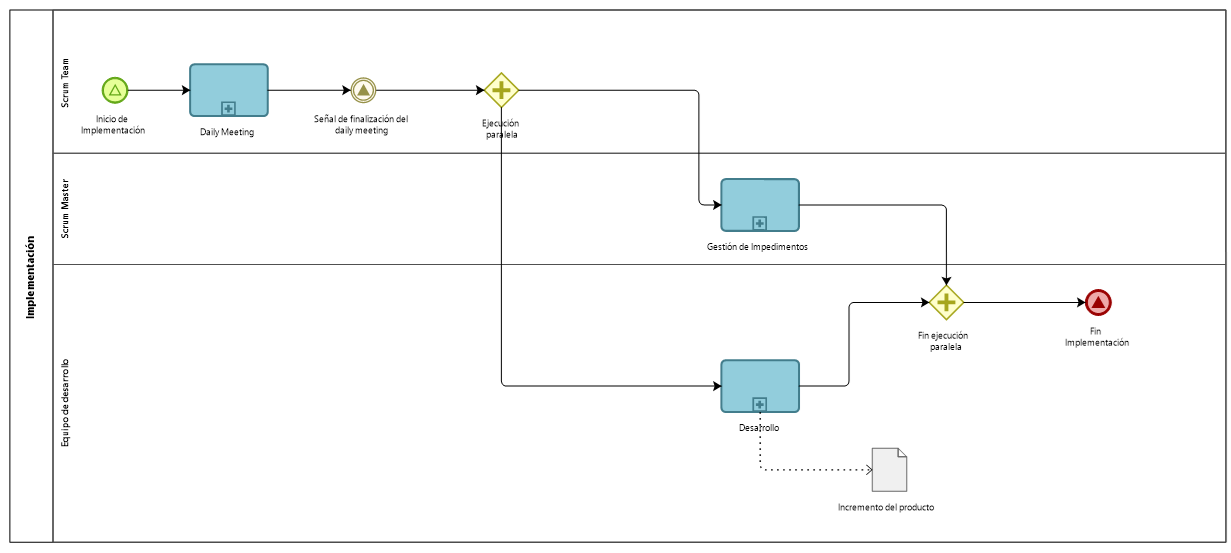 Implementación
Scrum Team
Inicio de
Implementación
Daily Meeting
Señal de finalización del
daily meeting
Ejecución
paralela
Scrum Master
Gestión de Impedimentos
Equipo de desarrollo
Fin ejecución
paralela
Fin
Implementación
Desarrollo
Incremento del producto